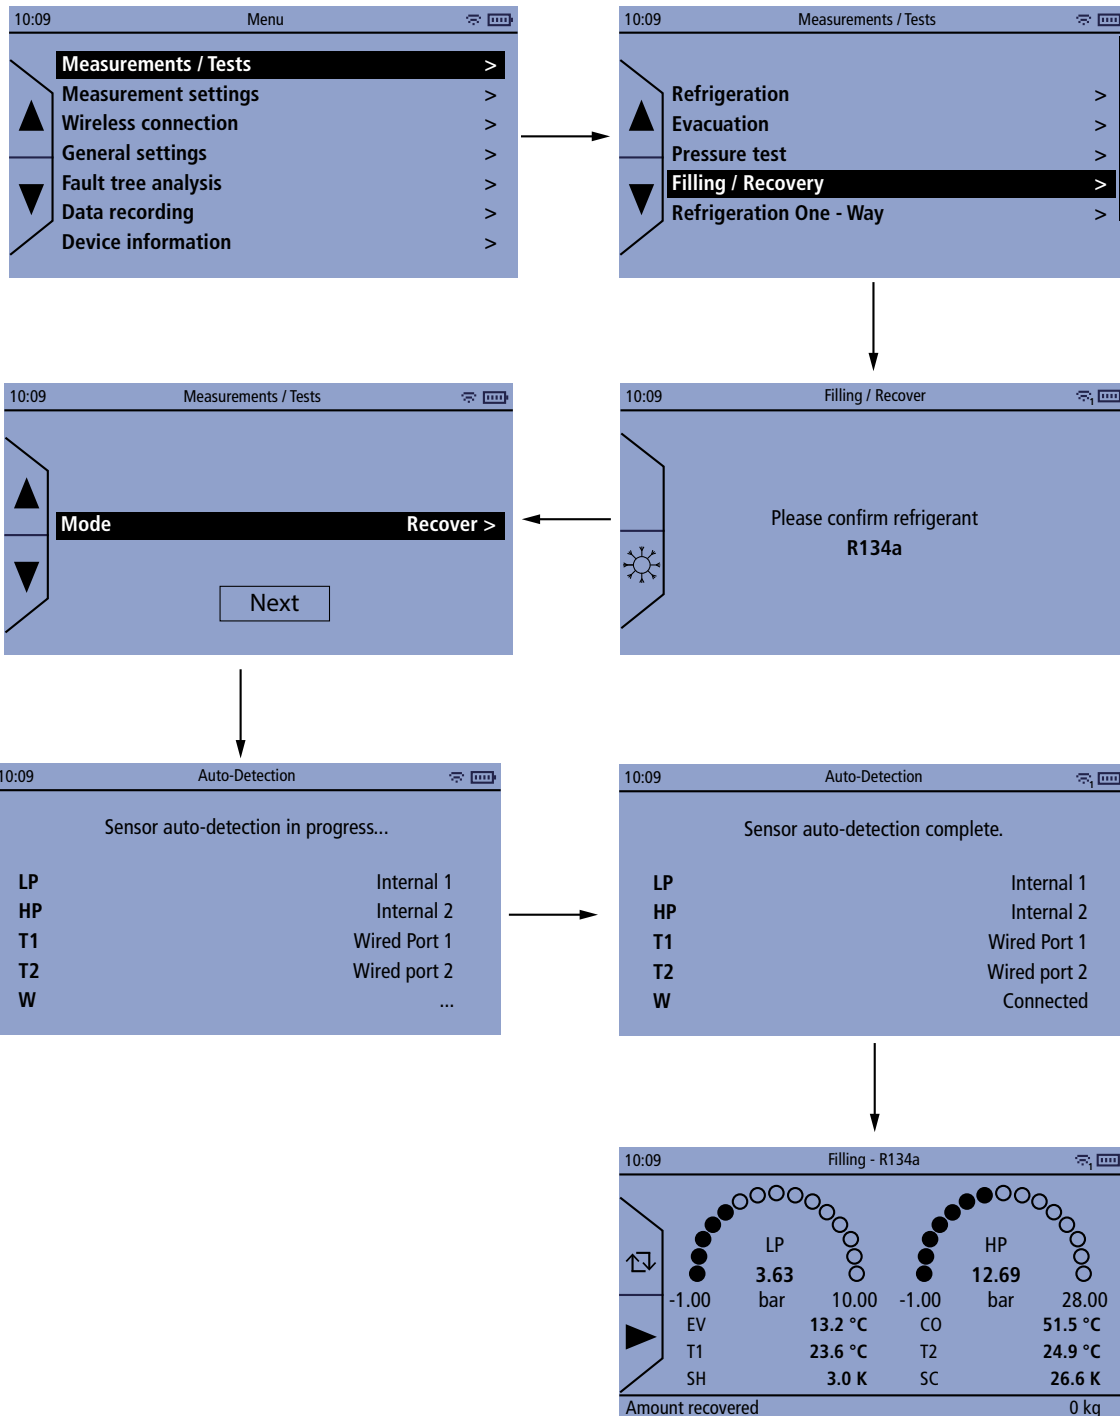 10:09 Menu
Measurements / Tests >
Measurement settings >
Wireless connection >
General settings >
Fault tree analysis >
Data recording >
Device information >
10:09 Measurements / Tests
Refrigeration >
Evacuation >
Pressure test >
Filling / Recovery >
Refrigeration One - Way >
10:09 Filling / Recover
1
Please confirm refrigerant
R134a
10:09 Measurements / Tests
Mode Recover >
Next
10:09 Auto-Detection
Sensor auto-detection in progress...
LP Internal 1
HP Internal 2
T1 Wired Port 1
T2 Wired port 2
W ...
10:09 Auto-Detection
1
Sensor auto-detection complete.
LP Internal 1
HP Internal 2
T1 Wired Port 1
T2 Wired port 2
W Connected
10:09 Filling - R134a
1
LP HP
3.63 12.69
-1.00 bar 10.00 -1.00 bar 28.00
EV 13.2 °C CO 51.5 °C
T1 23.6 °C T2 24.9 °C
SH 3.0 K SC 26.6 K
Amount recovered 0 kg